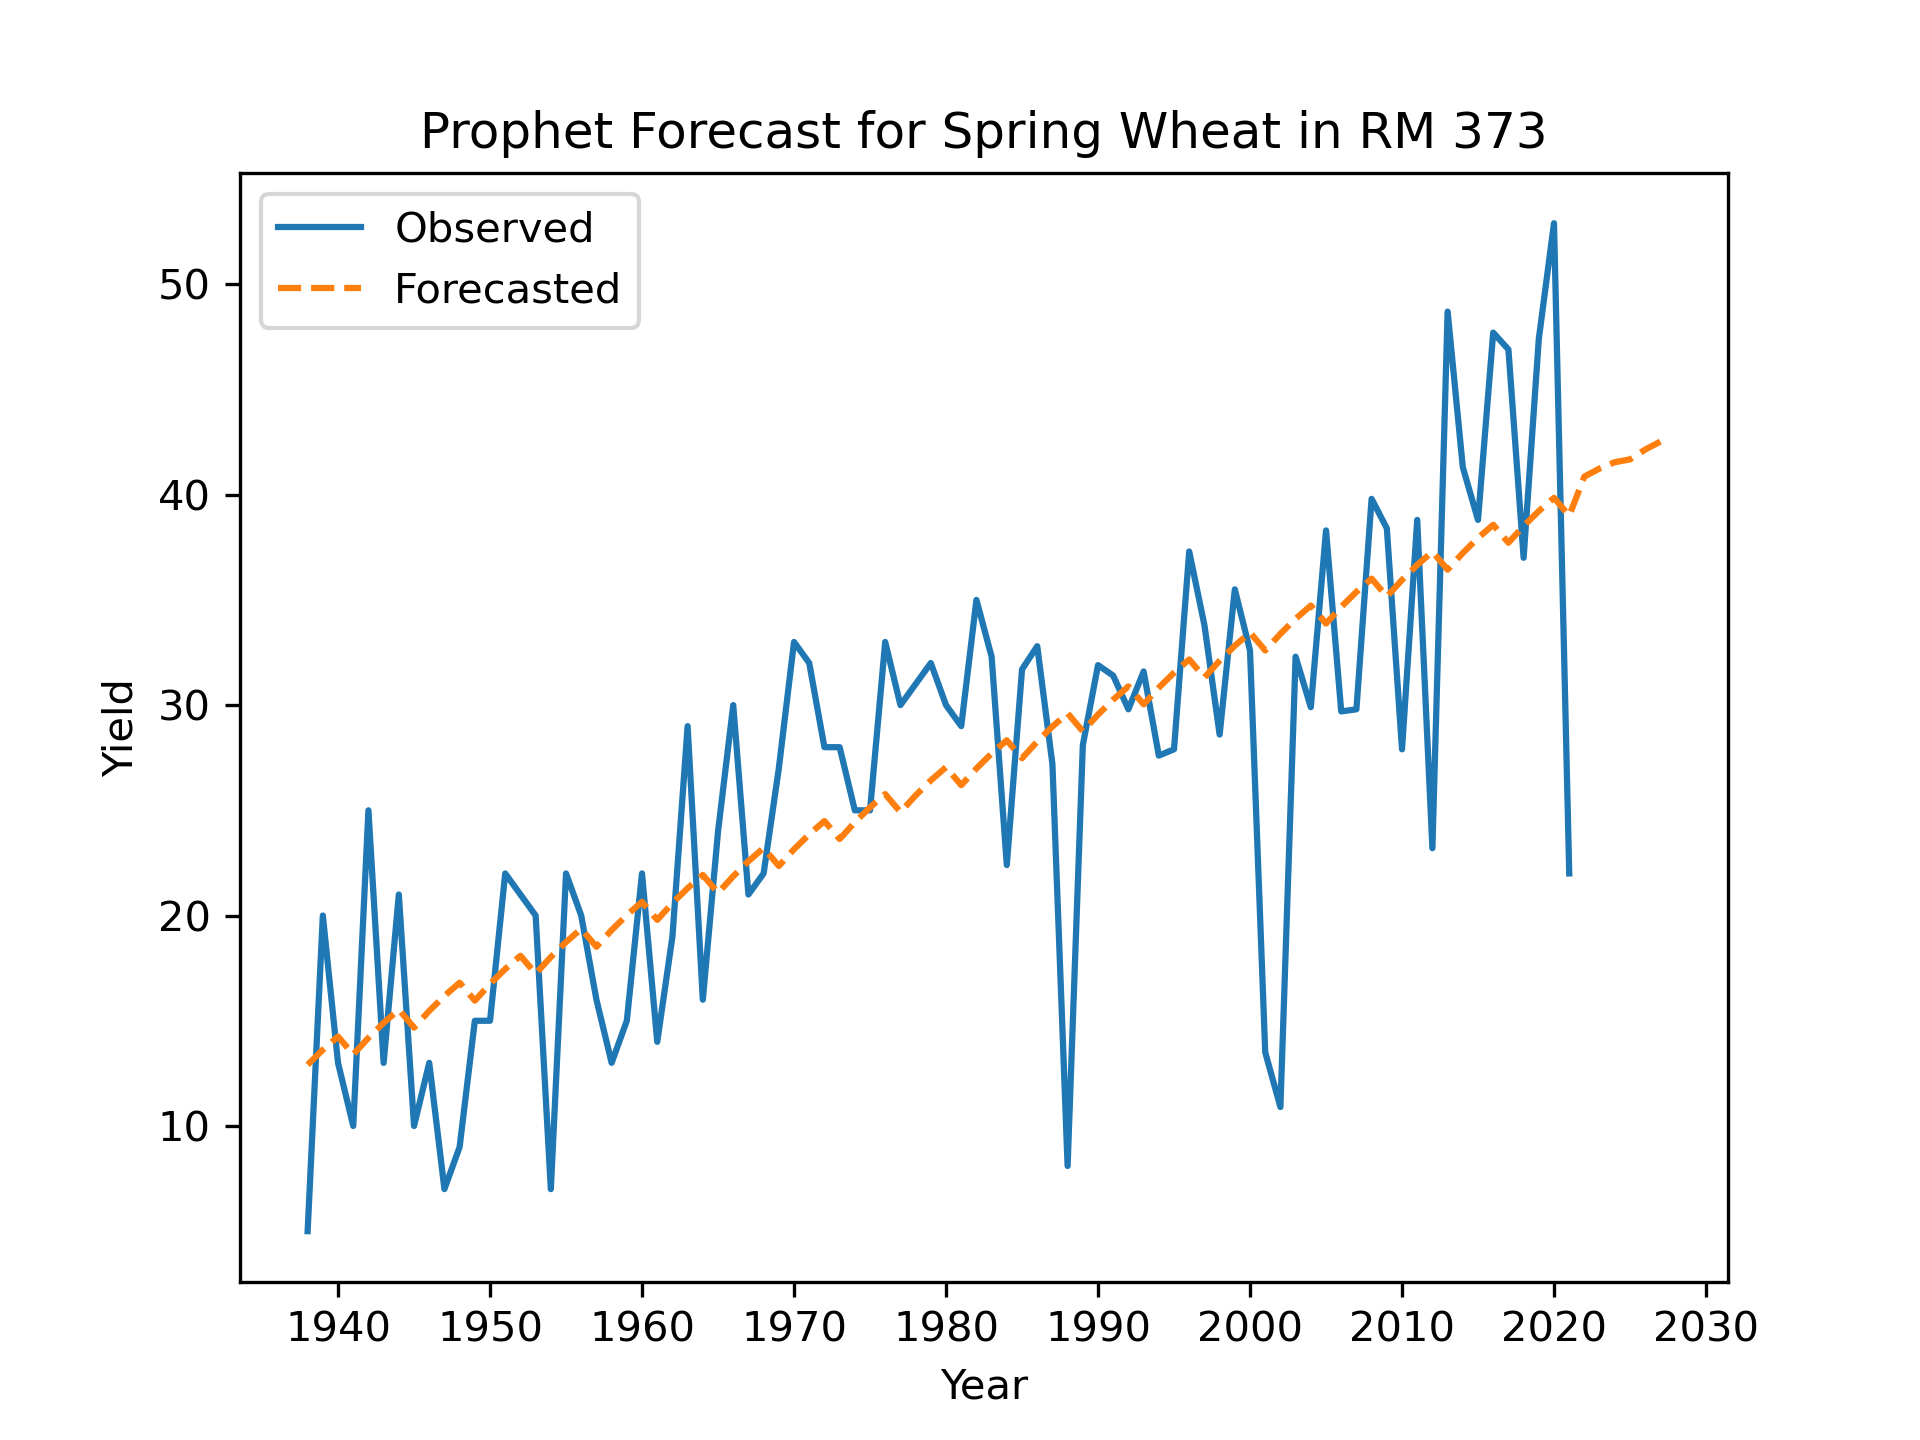 Prophet Forecast for Spring Wheat in RM 373
Observed
Forecasted
50
40
30
20
10
Yield
1940 1950 1960 1970 1980 1990 2000 2010 2020 2030
Year